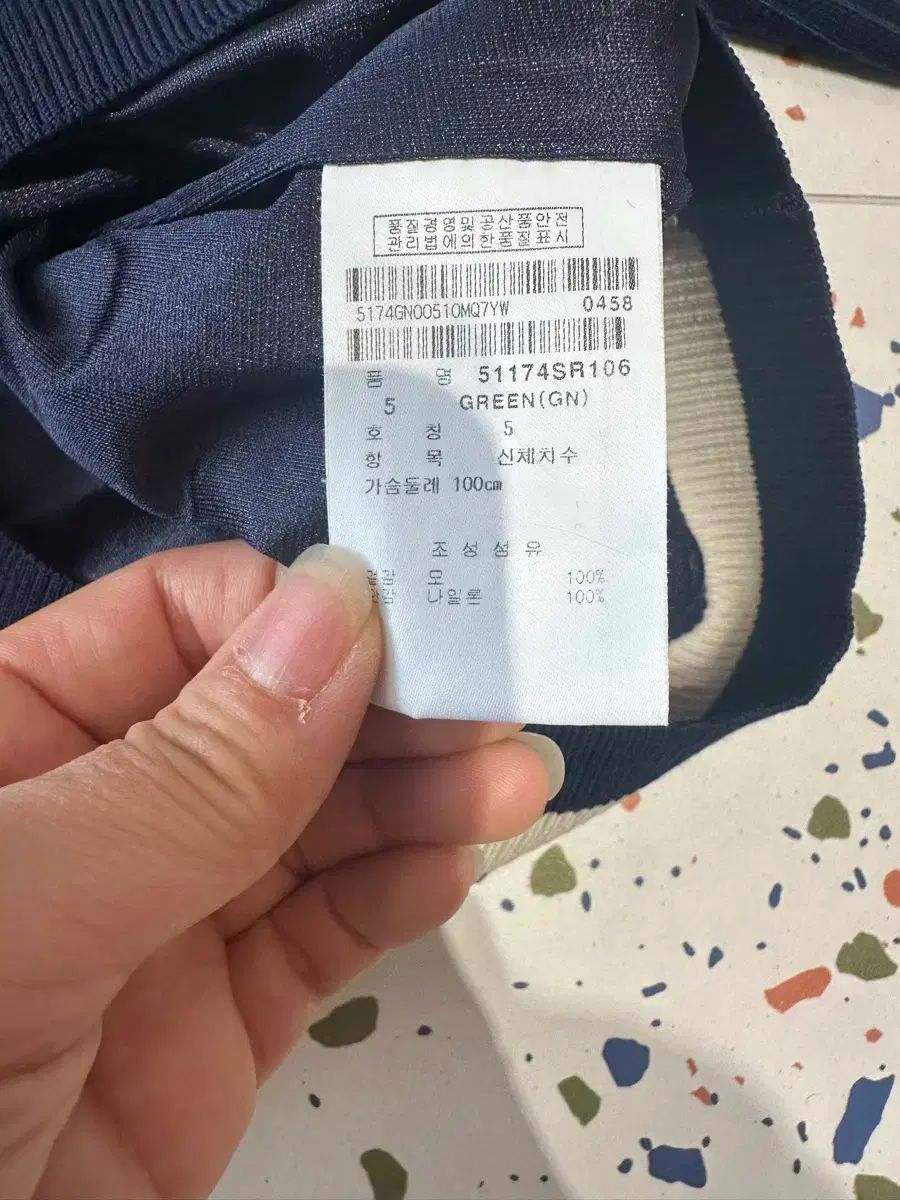 품질경영및공산품안전
관리법에의한품질표시
5174GN00510MQ7YW 0458
품 명 51174SR106
5 GREEN(GN)
호 칭 5
항 목 신체치수
가슴둘레 100cm
조성섬유
겉감 모 100%
나일론 100%